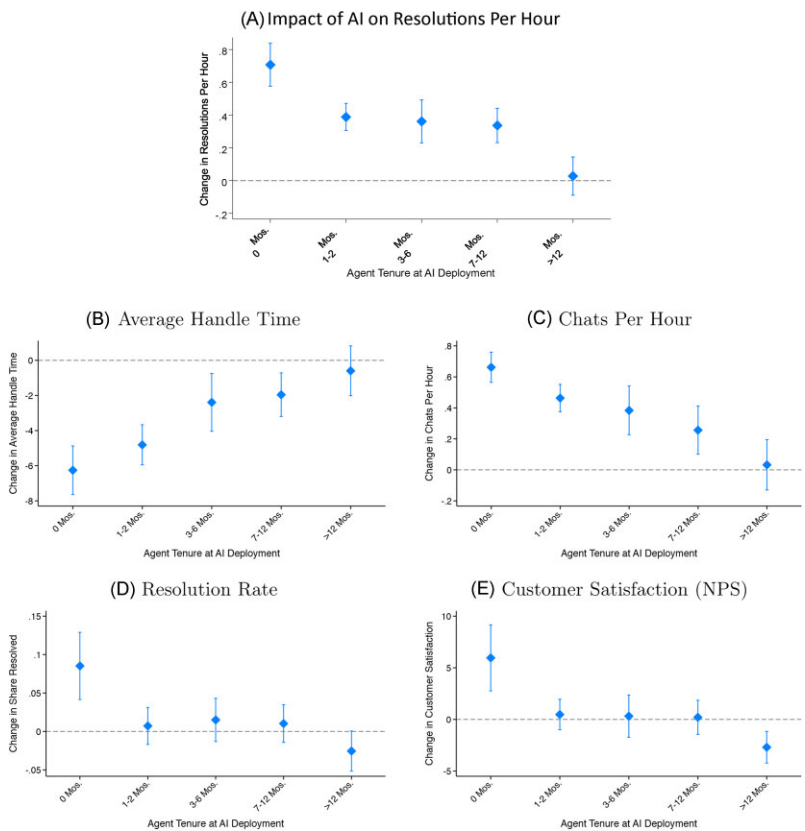 (A) Impact of AI on Resolutions Per Hour
Change in Resolutions Per Hour
.8
.6
.4
.2
0
-.2
0 Mos.
1-2 Mos.
3-6 Mos.
7-12 Mos.
>12 Mos.
Agent Tenure at AI Deployment
(B) Average Handle Time
Change in Average Handle Time
0
-2
-4
-6
-8
0 Mos.
1-2 Mos.
3-6 Mos.
7-12 Mos.
>12 Mos.
Agent Tenure at AI Deployment
(C) Chats Per Hour
Change in Chats Per Hour
.8
.6
.4
.2
0
-.2
0 Mos.
1-2 Mos.
3-6 Mos.
7-12 Mos.
>12 Mos.
Agent Tenure at AI Deployment
(D) Resolution Rate
Change in Share Resolved
.15
.1
.05
0
-.05
0 Mos.
1-2 Mos.
3-6 Mos.
7-12 Mos.
>12 Mos.
Agent Tenure at AI Deployment
(E) Customer Satisfaction (NPS)
Change in Customer Satisfaction
10
5
0
-5
0 Mos.
1-2 Mos.
3-6 Mos.
7-12 Mos.
>12 Mos.
Agent Tenure at AI Deployment